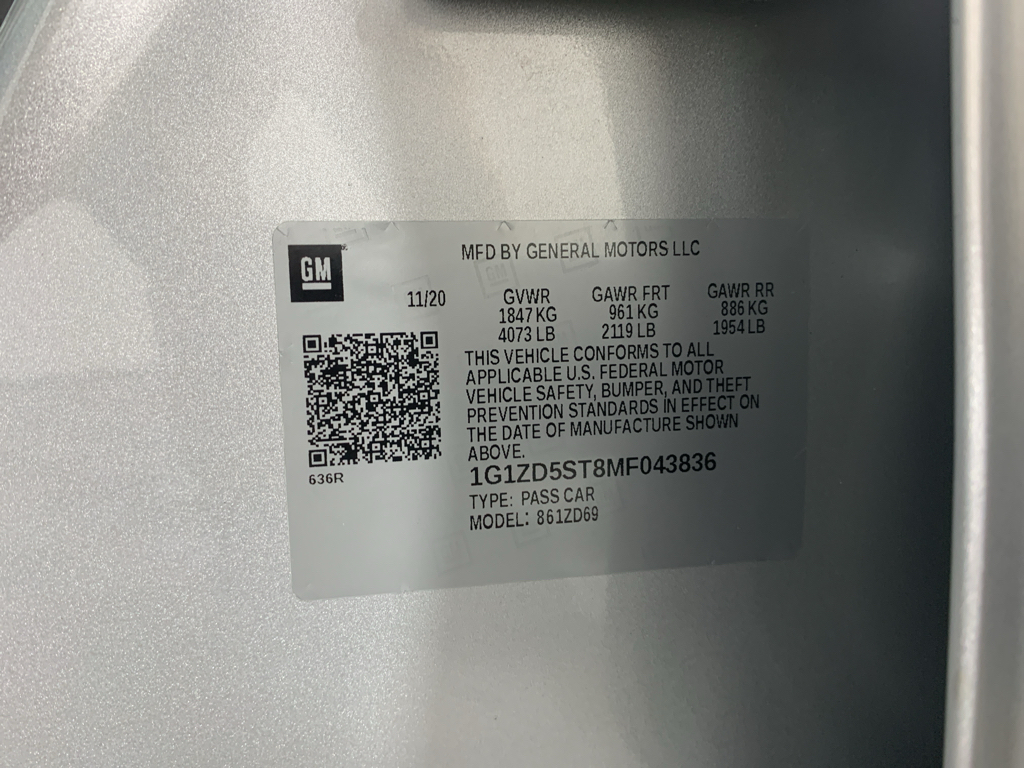 GM
MFD BY GENERAL MOTORS LLC
11/20
GVWR GAWR FRT GAWR RR
1847 KG 961 KG 886 KG
4073 LB 2119 LB 1954 LB
THIS VEHICLE CONFORMS TO ALL
APPLICABLE U.S. FEDERAL MOTOR
VEHICLE SAFETY, BUMPER, AND THEFT
PREVENTION STANDARDS IN EFFECT ON
THE DATE OF MANUFACTURE SHOWN
ABOVE.
636R
1G1ZD5ST8MF043836
TYPE: PASS CAR
MODEL: 861ZD69